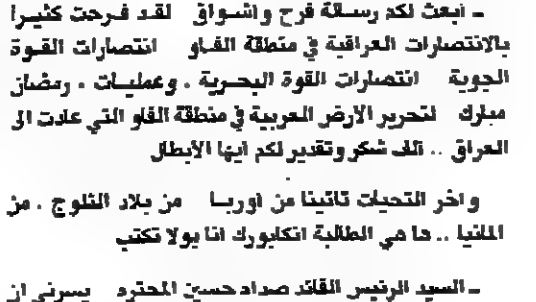 ـ ابعث لكم رسالة فرح واشواق لقد فرحت كثيرا
بالانتصارات العراقية في منطقة الفاو انتصارات القوة
الجوية انتصارات القوة البحرية . وعمليات . رمضان
مبارك لتحرير الارض العربية في منطقة الفاو التي عادت الى
العراق .. الف شكر وتقدير لكم ايها الأبطال
واخر التحيات تاتينا من اوربا من بلاد الثلوج . من
المانيا .. ها هي الطالبة انكابورك انا بولا تكتب
ـ السيد الرئيس القائد صدام حسين المحترم يسرني ان